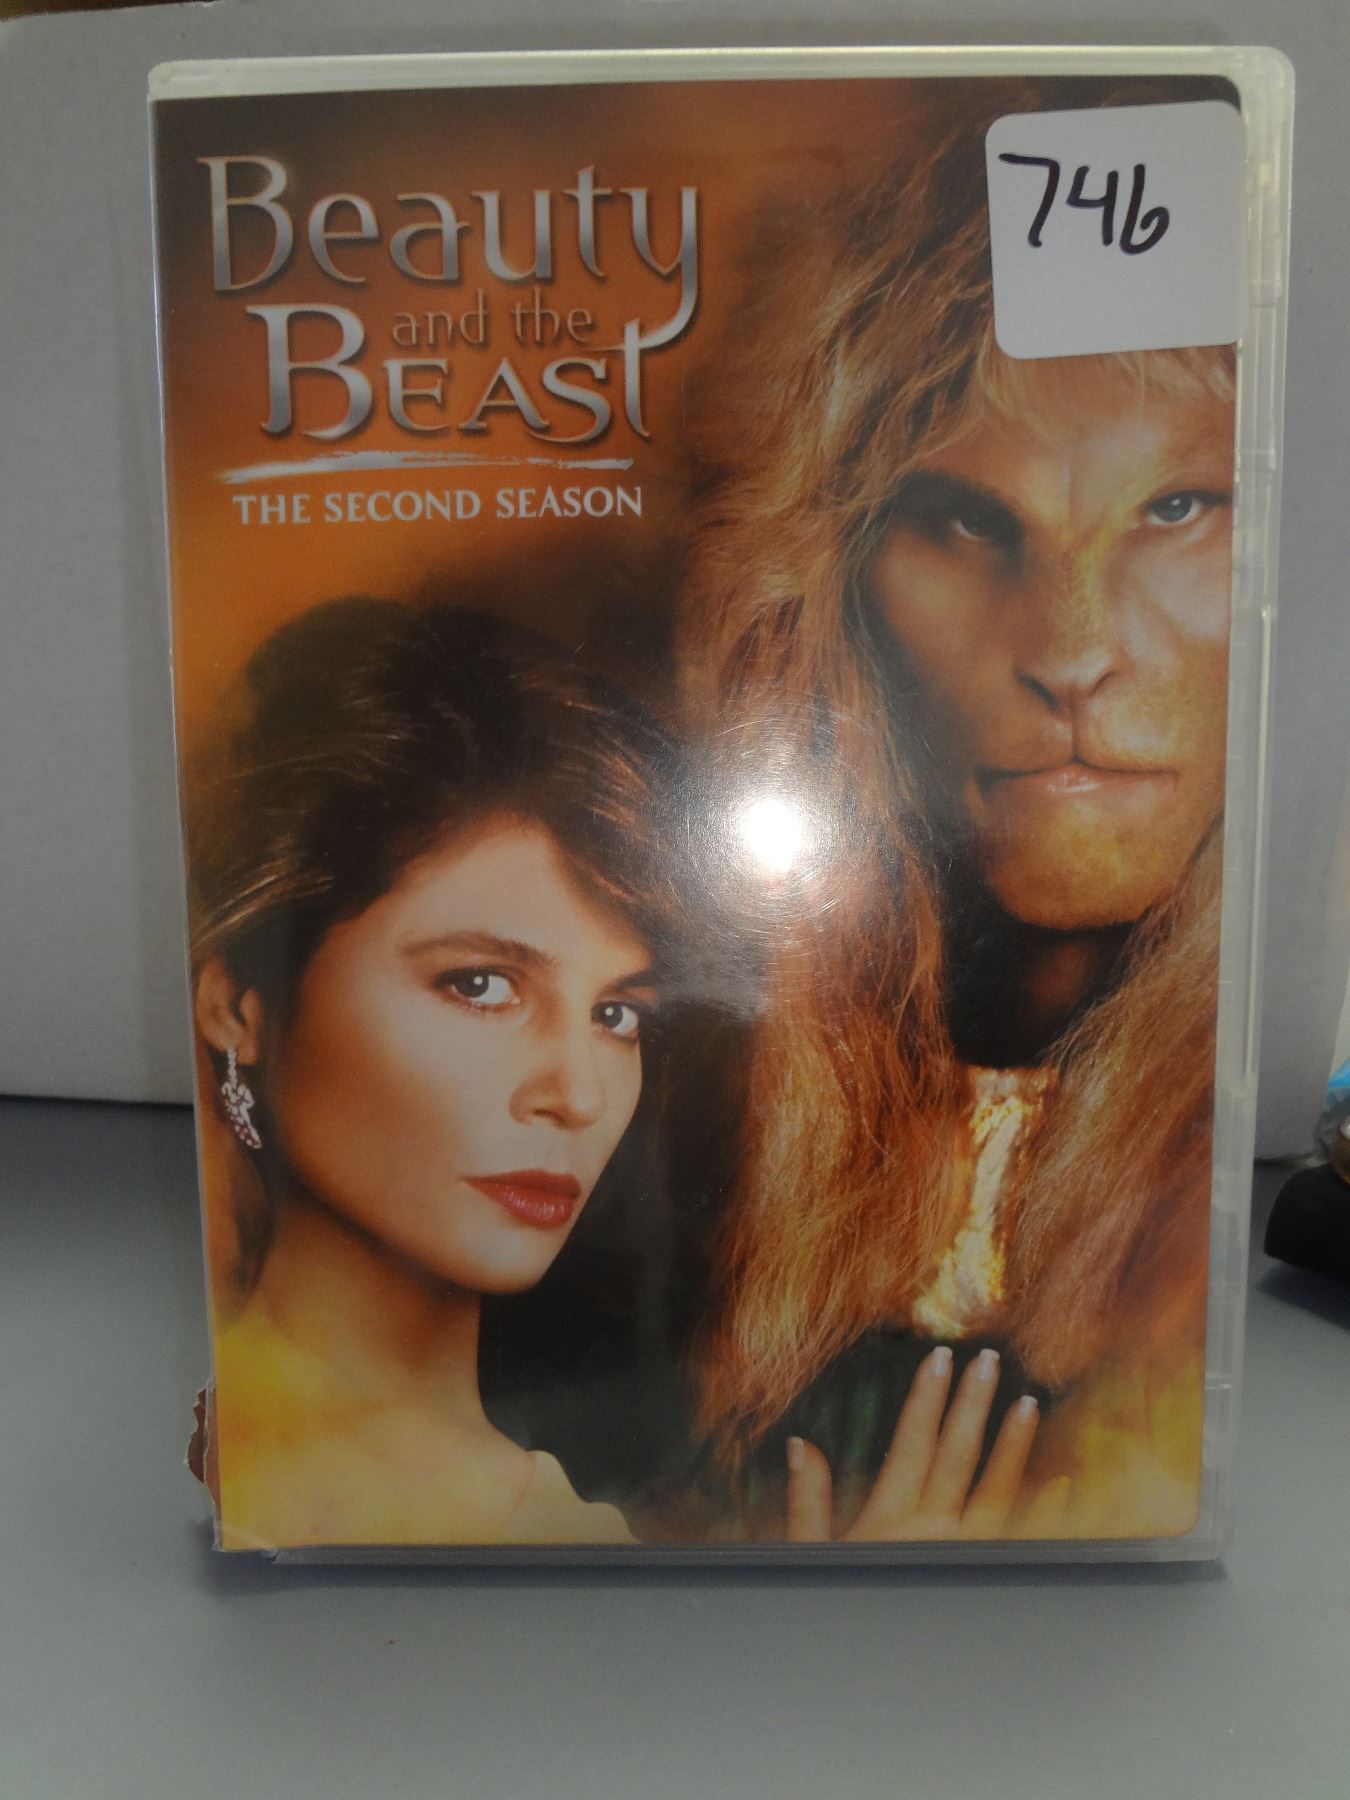 Beauty
and the
BEAST
THE SECOND SEASON
746